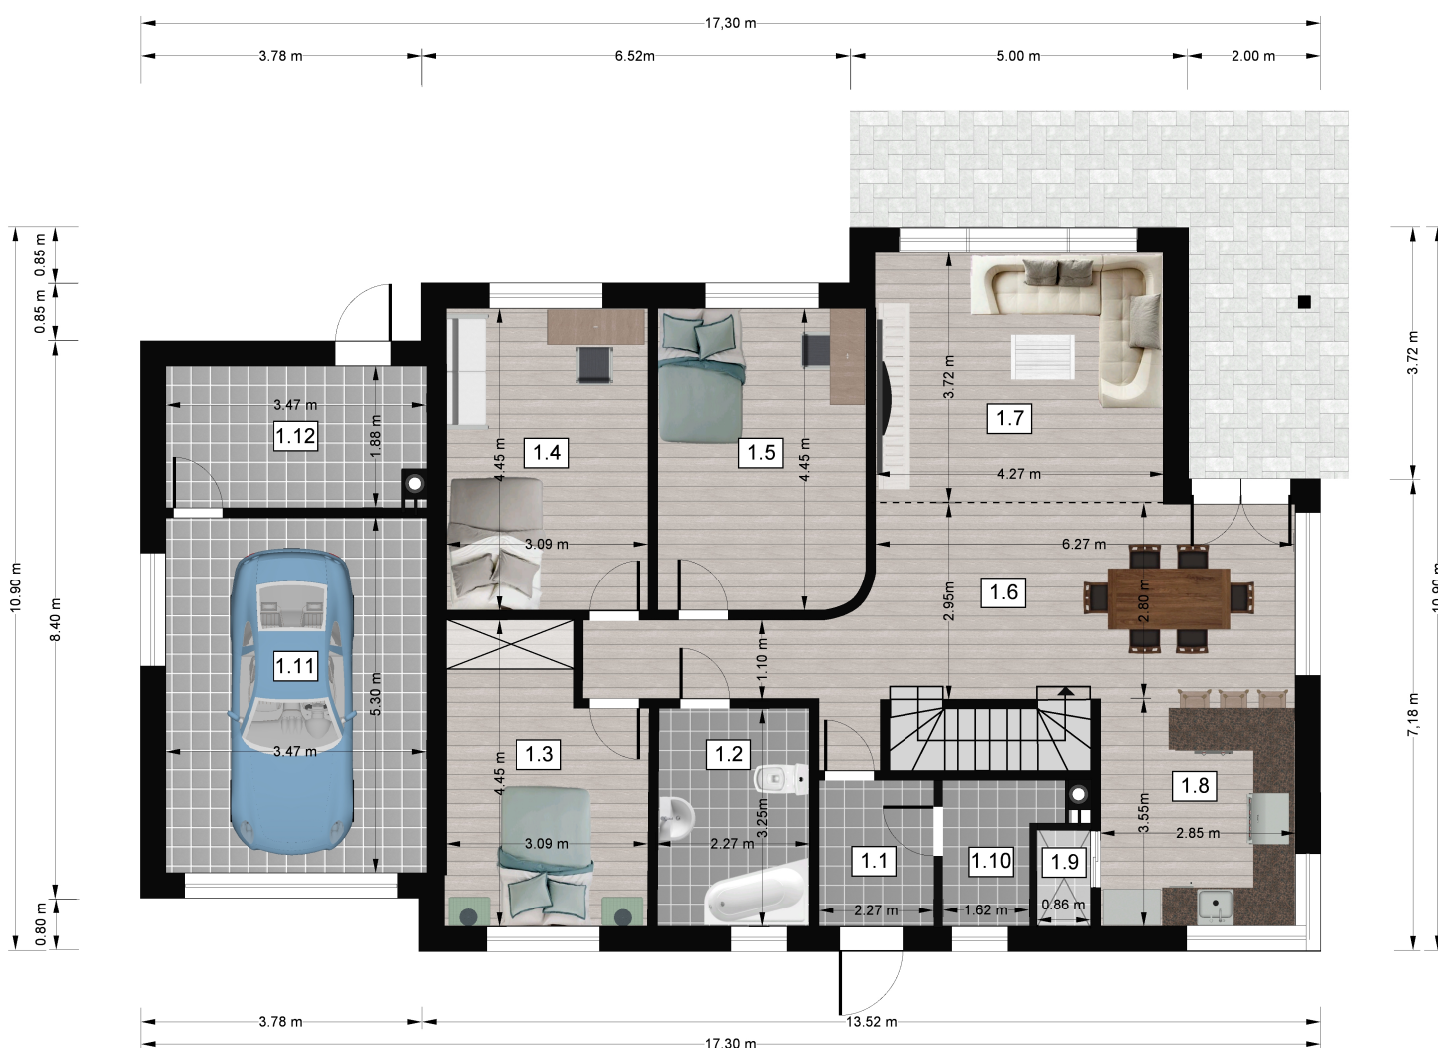 17,30 m
3.78 m
6.52m
5.00 m
2.00 m
0.85 m
0.85 m
10.90 m
8.40 m
0.80 m
3.72 m
7,18 m
3.47 m
1.12
1.88 m
1.4
4.45 m
3.09 m
1.5
4.45 m
3.72 m
1.7
4.27 m
6.27 m
1.6
2.95m
2.80 m
1.11
5.30 m
3.47 m
1.10 m
1.3
4.45 m
3.09 m
1.2
3.25m
2.27 m
1.1
2.27 m
1.10
1.62 m
1.9
0.86 m
1.8
3.55m
2.85 m
3.78 m
13.52 m
17.30 m